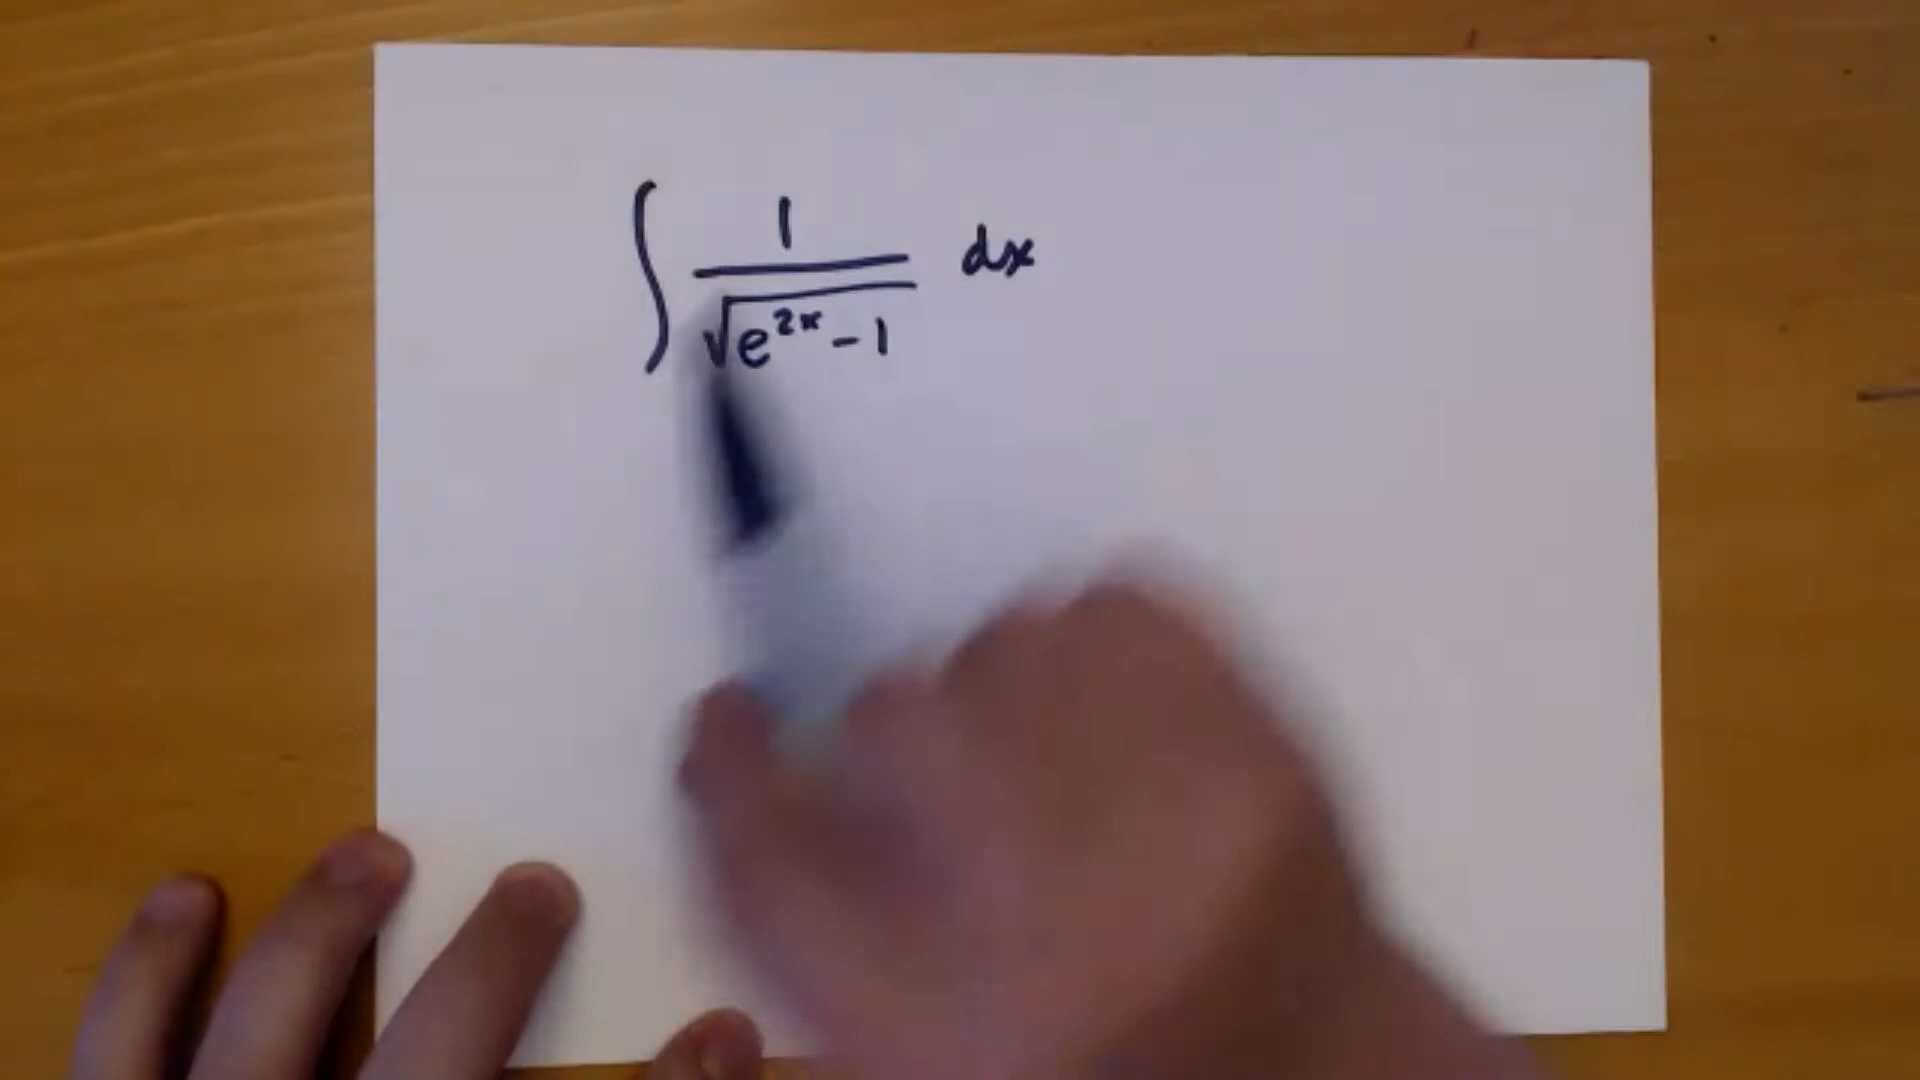 ∫ 1/√(e^{2x} - 1) dx